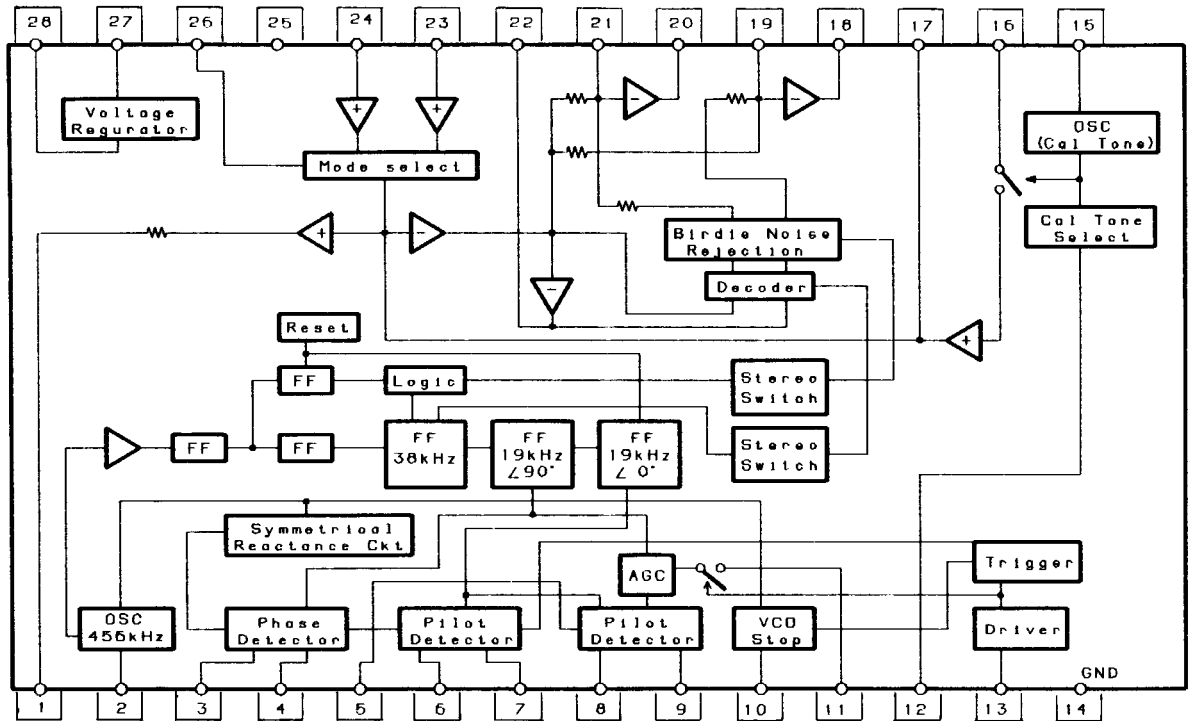 28 27 26 25 24 23 22 21 20 19 18 17 16 15
Voltage
Regurator
+ +
Mode select
- -
OSC
(Cal Tone)
Cal Tone
Select
+ -
Birdie Noise
Rejection
-
Decoder
+
Reset
FF
Logic
Stereo
Switch
FF
FF
FF
38kHz
FF
19kHz
∠90°
FF
19kHz
∠ 0°
Stereo
Switch
Symmetrical
Reactance Ckt
AGC
Trigger
OSC
456kHz
Phase
Detector
Pilot
Detector
Pilot
Detector
VCO
Stop
Driver
GND
1 2 3 4 5 6 7 8 9 10 11 12 13 14